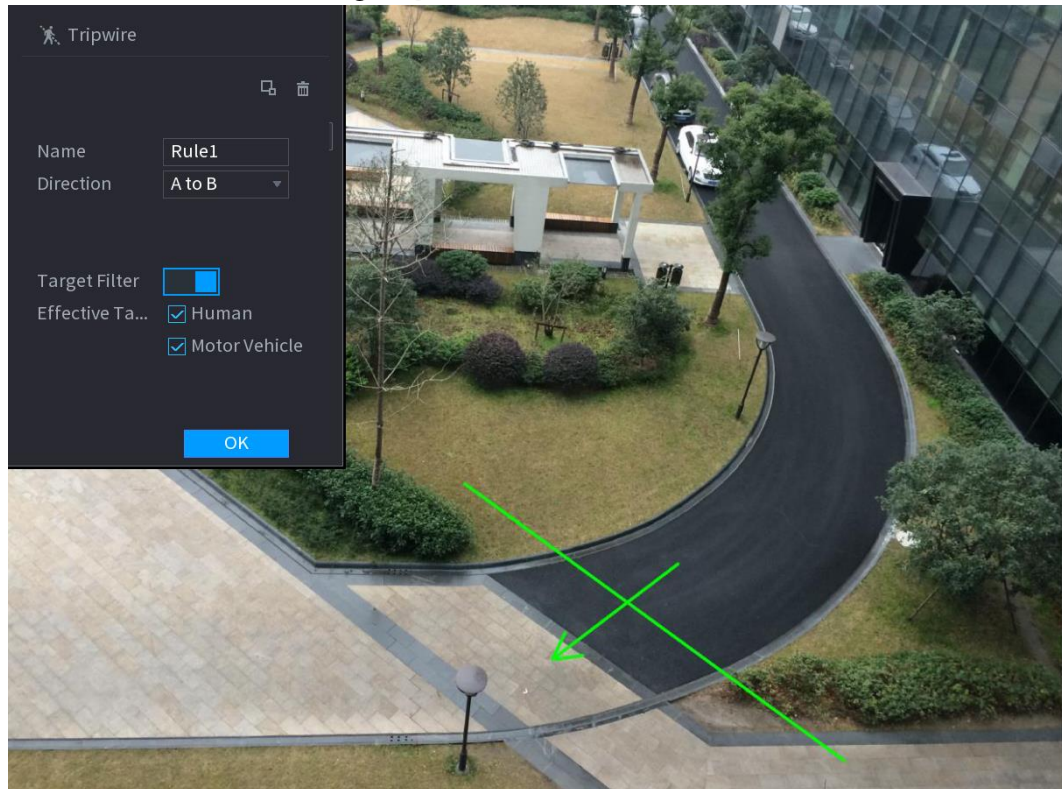 Tripwire
Name Rule1
Direction A to B
Target Filter
Effective Ta... Human
Motor Vehicle
OK